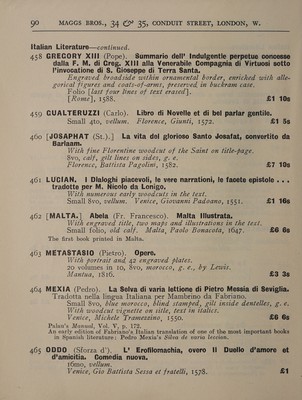 90 MAGGS BROS., 34 & 35, CONDUIT STREET, LONDON, W.
Italian Literature—continued.
458 GREGORY XIII (Pope). Summario dell' Indulgentie perpetue concesse
dalla F. M. di Greg. XIII alla Venerabile Compagnia di Virtuosi sotto
l'invocatione di S. Gioseppe di Terra Santa.
Engraved broadside within ornamental border, enriched with alle-
gorical figures and coats-of-arms, preserved in buckram case.
Folio [last four lines of text erased].
[Rome], 1588. £1 10s
459 GUALTERUZZI (Carlo). Libro di Novelle et di bel parlar gentile.
Small 4to, vellum. Florence, Giunti, 1572. £1 5s
460 [JOSAPHAT (St.).] La vita del glorioso Santo Josafat, convertito da
Barlaam.
With fine Florentine woodcut of the Saint on title-page.
8vo, calf, gilt lines on sides, g. e.
Florence, Battista Pagolini, 1582. £7 10s
461 LUCIAN. I Dialoghi piacevoli, le vere narrationi, le facete epistole . . .
tradotte per M. Nicolo da Lonigo.
With numerous early woodcuts in the text.
Small 8vo, vellum. Venice, Giovanni Padoano, 1551. £1 16s
462 [MALTA.] Abela (Fr. Francesco). Malta Illustrata.
With engraved title, two maps and illustrations in the text.
Small folio, old calf. Malta, Paolo Bonacota, 1647. £6 6s
The first book printed in Malta.
463 METASTASIO (Pietro). Opere.
With portrait and 42 engraved plates.
20 volumes in 10, 8vo, morocco, g. e., by Lewis.
Mantua, 1816. £3 3s
464 MEXIA (Pedro). La Selva di varia lettione di Pietro Messia di Seviglia.
Tradotta nella lingua Italiana per Mambrino da Fabriano.
Small 8vo, blue morocco, blind stamped, gilt inside dentelles, g. e.
With woodcut vignette on title, text in italics.
Venice, Michele Tramezzino, 1550. £6 6s
Palau's Manual, Vol. V, p. 172.
An early edition of Fabriano's Italian translation of one of the most important books
in Spanish literature: Pedro Mexia's Silva de varia leccion.
465 ODDO (Sforza d'). L' Erofilomachia, overo il Duello d'amore et
d'amicitia. Comedia nuova.
16mo, vellum.
Venice, Gio Battista Sessa et fratelli, 1578. £1